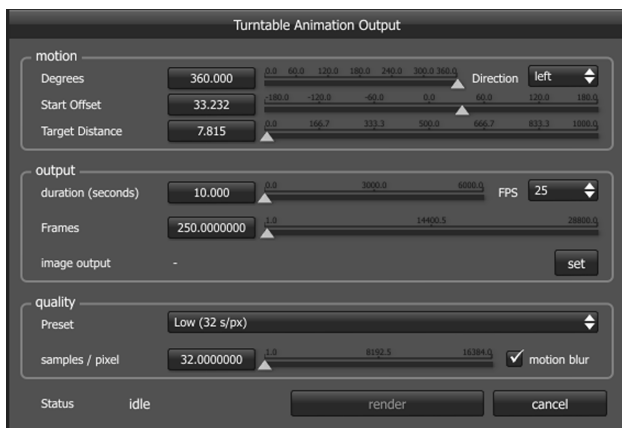 Turntable Animation Output
motion
Degrees 360.000 0.0 60.0 120.0 180.0 240.0 300.0 360.0 Direction left
Start Offset 33.232 -180.0 -120.0 -60.0 0.0 60.0 120.0 180.0
Target Distance 7.815 0.0 166.7 333.3 500.0 666.7 833.3 1000.0
output
duration (seconds) 10.000 0.0 3000.0 6000.0 FPS 25
Frames 250.0000000 1.0 14400.5 28800.0
image output - set
quality
Preset Low (32 s/px)
samples / pixel 32.0000000 1.0 8192.5 16384.0 motion blur
Status idle render cancel